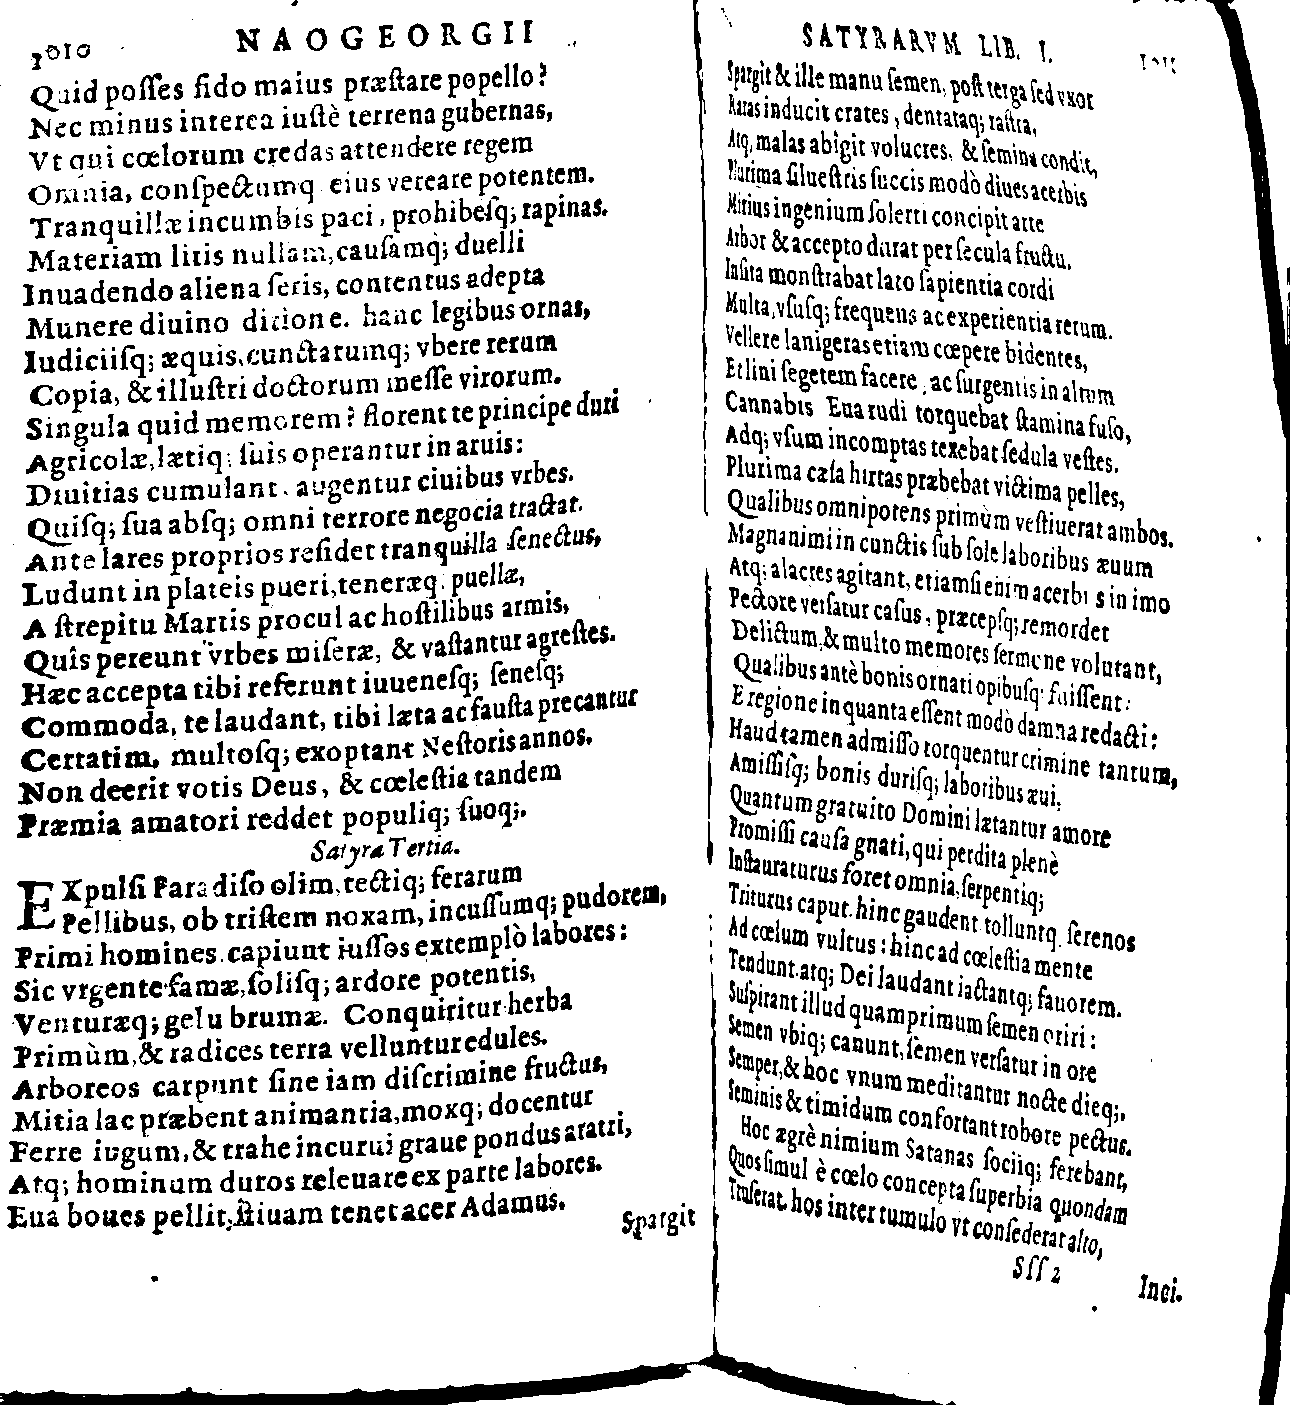 1010 NAOGEORGII
Quid poſſes fido maius præſtare popello?
Nec minus interea iuſtè terrena gubernas,
Vt qui cœlorum credas attendere regem
Omnia, conſpectumq eius vereare potentem.
Tranquillæ incumbis paci, prohibeſq; rapinas.
Materiam litis nullam, cauſamq; duelli
Inuadendo aliena ſeris, contentus adepta
Munere diuino ditione. hanc legibus ornas,
Iudiciiſq; æquis, cunctarumq; vbere rerum
Copia, & illuſtri doctorum meſſe virorum.
Singula quid memorem? florent te principe duri
Agricolæ, lætiq; ſuis operantur in aruis:
Diuitias cumulant. augentur ciuibus vrbes.
Quiſq; ſua abſq; omni terrore negocia tractat.
Ante lares proprios reſidet tranquilla ſenectus,
Ludunt in plateis pueri, teneræq. puellæ,
A ſtrepitu Martis procul ac hoſtilibus armis,
Quîs pereunt vrbes miſeræ, & vaſtantur agreſtes.
Hæc accepta tibi referunt iuueneſq; ſeneſq;
Commoda, te laudant, tibi læta ac fauſta precantur
Certatim, multoſq; exoptant Neſtoris annos.
Non deerit votis Deus, & cœleſtia tandem
Præmia amatori reddet populiq; ſuoq;.
Satyra Tertia.
EXpulſi Paradiſo olim, tectiq; ferarum
Pellibus, ob triſtem noxam, incuſſumq; pudorem,
Primi homines capiunt iuſſos extemplò labores:
Sic vrgente famæ, ſoliſq; ardore potentis,
Venturæq; gelu brumæ. Conquiritur herba
Primùm, & radices terra velluntur edules.
Arboreos carpunt ſine iam diſcrimine fructus,
Mitia lac præbent animantia, moxq; docentur
Ferre iugum, & trahe incurui graue pondus aratri,
Atq; hominum duros releuare ex parte labores.
Eua boues pellit, ſtiuam tenet acer Adamus.
Spargit
SATYRARVM LIB. I.
Spargit & ille manu ſemen, poſt terga ſed vxor
Raras inducit crates, dentataq; raſtra,
Atq, malas abigit volucres, & ſemina condit,
Plurima ſilueſtris ſuccis modò diues acerbis
Mitius ingenium ſolerti concipit arte
Arbor & accepto durat per ſecula fructu.
Inſita monſtrabat lato ſapientia cordi
Multa, vſuſq; frequens ac experientia rerum.
Vellere lanigeras etiam cœpere bidentes,
Et lini ſegetem facere, ac ſurgentis in altum
Cannabis Eua rudi torquebat ſtamina fuſo,
Adq; vſum incomptas texebat ſedula veſtes.
Plurima cæſa hirtas præbebat victima pelles,
Qualibus omnipotens primùm veſtiuerat ambos.
Magnanimi in cunctis ſub ſole laboribus æuum
Atq; alacres agitant, etiamſi enim acerbus in imo
Pectore verſatur caſus, præcepſq; remordet
Delictum, & multo memores ſermone volutant,
Qualibus antè bonis ornati opibuſq; fuiſſent:
E regione in quanta eſſent modò damna redacti:
Haud tamen admiſſo torquentur crimine tantum,
Amiſſiſq; bonis duriſq; laboribus æui,
Quantum gratuito Domini lætantur amore
Promiſſi cauſa gnati, qui perdita plenè
Inſtauraturus foret omnia, ſerpentiq;
Triturus caput. hinc gaudent tolluntq. ſerenos
Ad cœlum vultus: hinc ad cœleſtia mente
Tendunt. atq; Dei laudant iactantq; fauorem.
Suſpirant illud quam primum ſemen oriri:
Semen vbiq; canunt, ſemen verſatur in ore
Semper, & hoc vnum meditantur nocte dieq;.
Seminis & timidum confortant robore pectus.
Hoc ægrè nimium Satanas ſociiq; ferebant,
Quos ſimul è cœlo concepta ſuperbia quondam
Truſerat. hos inter tumulo vt conſederat alto,
Sſſ 2
Inci.